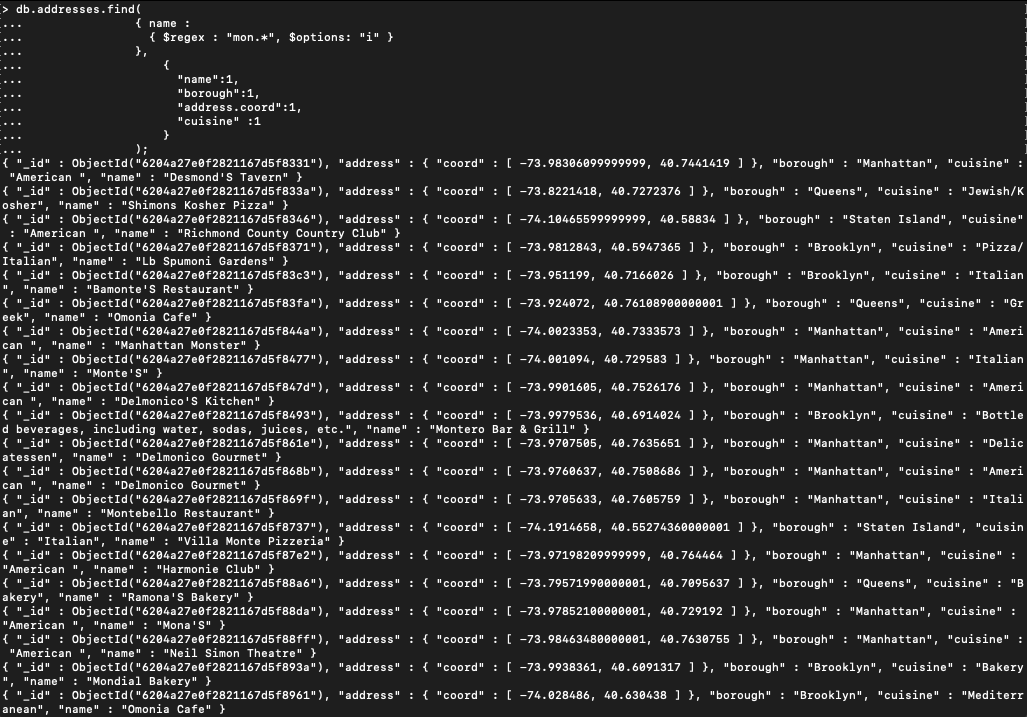 > db.addresses.find(
... { name :
... { $regex : "mon.*", $options: "i" }
... },
... {
... "name":1,
... "borough":1,
... "address.coord":1,
... "cuisine" :1
... }
... );
{ "_id" : ObjectId("6204a27e0f2821167d5f8331"), "address" : { "coord" : [ -73.98306099999999, 40.7441419 ] }, "borough" : "Manhattan", "cuisine" :
"American ", "name" : "Desmond'S Tavern" }
{ "_id" : ObjectId("6204a27e0f2821167d5f833a"), "address" : { "coord" : [ -73.8221418, 40.7272376 ] }, "borough" : "Queens", "cuisine" : "Jewish/K
osher", "name" : "Shimons Kosher Pizza" }
{ "_id" : ObjectId("6204a27e0f2821167d5f8346"), "address" : { "coord" : [ -74.10465599999999, 40.58834 ] }, "borough" : "Staten Island", "cuisine"
: "American ", "name" : "Richmond County Country Club" }
{ "_id" : ObjectId("6204a27e0f2821167d5f8371"), "address" : { "coord" : [ -73.9812843, 40.5947365 ] }, "borough" : "Brooklyn", "cuisine" : "Pizza/
Italian", "name" : "Lb Spumoni Gardens" }
{ "_id" : ObjectId("6204a27e0f2821167d5f83c3"), "address" : { "coord" : [ -73.951199, 40.7166026 ] }, "borough" : "Brooklyn", "cuisine" : "Italian
", "name" : "Bamonte'S Restaurant" }
{ "_id" : ObjectId("6204a27e0f2821167d5f83fa"), "address" : { "coord" : [ -73.924072, 40.76108900000001 ] }, "borough" : "Queens", "cuisine" : "Gr
eek", "name" : "Omonia Cafe" }
{ "_id" : ObjectId("6204a27e0f2821167d5f844a"), "address" : { "coord" : [ -74.0023353, 40.7333573 ] }, "borough" : "Manhattan", "cuisine" : "Ameri
can ", "name" : "Manhattan Monster" }
{ "_id" : ObjectId("6204a27e0f2821167d5f8477"), "address" : { "coord" : [ -74.001094, 40.729583 ] }, "borough" : "Manhattan", "cuisine" : "Italian
", "name" : "Monte'S" }
{ "_id" : ObjectId("6204a27e0f2821167d5f847d"), "address" : { "coord" : [ -73.9901605, 40.7526176 ] }, "borough" : "Manhattan", "cuisine" : "Ameri
can ", "name" : "Delmonico'S Kitchen" }
{ "_id" : ObjectId("6204a27e0f2821167d5f8493"), "address" : { "coord" : [ -73.9979536, 40.6914024 ] }, "borough" : "Brooklyn", "cuisine" : "Bottle
d beverages, including water, sodas, juices, etc.", "name" : "Montero Bar & Grill" }
{ "_id" : ObjectId("6204a27e0f2821167d5f861e"), "address" : { "coord" : [ -73.9707505, 40.7635651 ] }, "borough" : "Manhattan", "cuisine" : "Delic
atessen", "name" : "Delmonico Gourmet" }
{ "_id" : ObjectId("6204a27e0f2821167d5f868b"), "address" : { "coord" : [ -73.9760637, 40.7508686 ] }, "borough" : "Manhattan", "cuisine" : "Ameri
can ", "name" : "Delmonico Gourmet" }
{ "_id" : ObjectId("6204a27e0f2821167d5f869f"), "address" : { "coord" : [ -73.9705633, 40.7605759 ] }, "borough" : "Manhattan", "cuisine" : "Itali
an", "name" : "Montebello Restaurant" }
{ "_id" : ObjectId("6204a27e0f2821167d5f8737"), "address" : { "coord" : [ -74.1914658, 40.55274360000001 ] }, "borough" : "Staten Island", "cuisin
e" : "Italian", "name" : "Villa Monte Pizzeria" }
{ "_id" : ObjectId("6204a27e0f2821167d5f87e2"), "address" : { "coord" : [ -73.97198209999999, 40.764464 ] }, "borough" : "Manhattan", "cuisine" :
"American ", "name" : "Harmonie Club" }
{ "_id" : ObjectId("6204a27e0f2821167d5f88a6"), "address" : { "coord" : [ -73.79571990000001, 40.7095637 ] }, "borough" : "Queens", "cuisine" : "B
akery", "name" : "Ramona'S Bakery" }
{ "_id" : ObjectId("6204a27e0f2821167d5f88da"), "address" : { "coord" : [ -73.97852100000001, 40.729192 ] }, "borough" : "Manhattan", "cuisine" :
"American ", "name" : "Mona'S" }
{ "_id" : ObjectId("6204a27e0f2821167d5f88ff"), "address" : { "coord" : [ -73.98463480000001, 40.7630755 ] }, "borough" : "Manhattan", "cuisine" :
"American ", "name" : "Neil Simon Theatre" }
{ "_id" : ObjectId("6204a27e0f2821167d5f893a"), "address" : { "coord" : [ -73.9938361, 40.6091317 ] }, "borough" : "Brooklyn", "cuisine" : "Bakery
", "name" : "Mondial Bakery" }
{ "_id" : ObjectId("6204a27e0f2821167d5f8961"), "address" : { "coord" : [ -74.028486, 40.630438 ] }, "borough" : "Brooklyn", "cuisine" : "Mediterr
anean", "name" : "Omonia Cafe" }